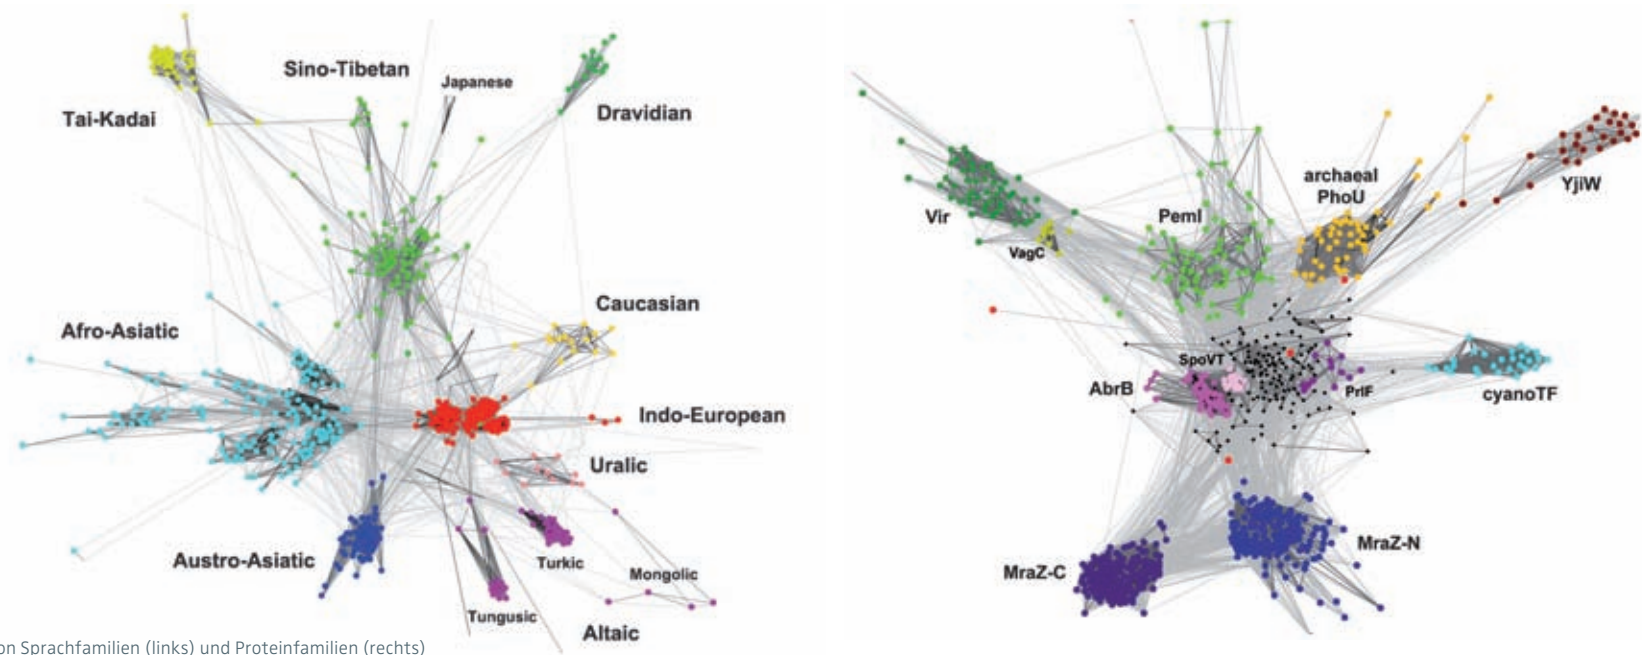 Tai-Kadai
Sino-Tibetan
Japanese
Dravidian
Afro-Asiatic
Caucasian
Indo-European
Uralic
Austro-Asiatic
Turkic
Mongolic
Tungusic
Altaic
Vir
VagC
PemI
archaeal
PhoU
YjiW
SpoVT
AbrB
PrlF
cyanoTF
MraZ-C
MraZ-N
on Sprachfamilien (links) und Proteinfamilien (rechts)